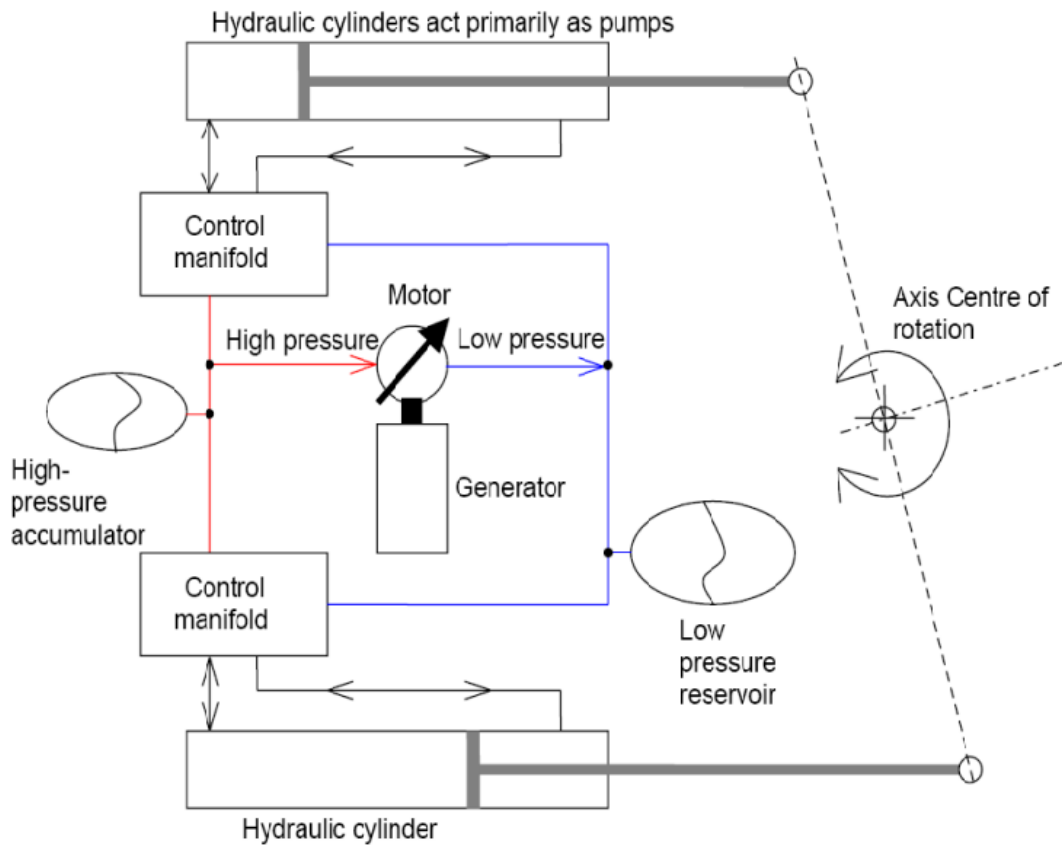 Hydraulic cylinders act primarily as pumps
Control
manifold
Motor
High pressure
Low pressure
Axis Centre of
rotation
High-
pressure
accumulator
Generator
Control
manifold
Low
pressure
reservoir
Hydraulic cylinder